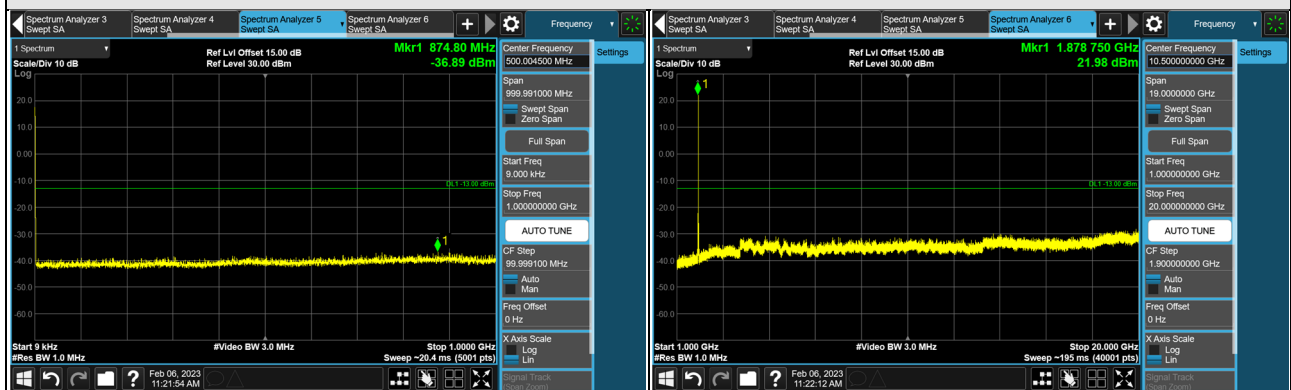 Spectrum Analyzer 3
Swept SA
Spectrum Analyzer 4
Swept SA
Spectrum Analyzer 5
Swept SA
Spectrum Analyzer 6
Swept SA
+
Frequency
1 Spectrum
Scale/Div 10 dB
Log
Ref Lvl Offset 15.00 dB
Ref Level 30.00 dBm
Mkr1 874.80 MHz
-36.89 dBm
20.0
10.0
0.00
-10.0
-20.0
-30.0
-40.0
-50.0
-60.0
DL1 -13.00 dBm
1
Start 9 kHz
#Res BW 1.0 MHz
#Video BW 3.0 MHz
Stop 1.0000 GHz
Sweep ~20.4 ms (5001 pts)
Center Frequency
500.004500 MHz
Settings
Span
999.991000 MHz
Swept Span
Zero Span
Full Span
Start Freq
9.000 kHz
Stop Freq
1.000000000 GHz
AUTO TUNE
CF Step
99.999100 MHz
Auto
Man
Freq Offset
0 Hz
X Axis Scale
Log
Lin
Signal Track
(Span Zoom)
?
Feb 06, 2023
11:21:54 AM
Spectrum Analyzer 3
Swept SA
Spectrum Analyzer 4
Swept SA
Spectrum Analyzer 5
Swept SA
Spectrum Analyzer 6
Swept SA
+
Frequency
1 Spectrum
Scale/Div 10 dB
Log
Ref Lvl Offset 15.00 dB
Ref Level 30.00 dBm
Mkr1 1.878 750 GHz
21.98 dBm
1
20.0
10.0
0.00
-10.0
-20.0
-30.0
-40.0
-50.0
-60.0
DL1 -13.00 dBm
Start 1.000 GHz
#Res BW 1.0 MHz
#Video BW 3.0 MHz
Stop 20.000 GHz
Sweep ~195 ms (40001 pts)
Center Frequency
10.50000000 GHz
Settings
Span
19.0000000 GHz
Swept Span
Zero Span
Full Span
Start Freq
1.000000000 GHz
Stop Freq
20.00000000 GHz
AUTO TUNE
CF Step
1.900000000 GHz
Auto
Man
Freq Offset
0 Hz
X Axis Scale
Log
Lin
Signal Track
(Span Zoom)
?
Feb 06, 2023
11:22:12 AM